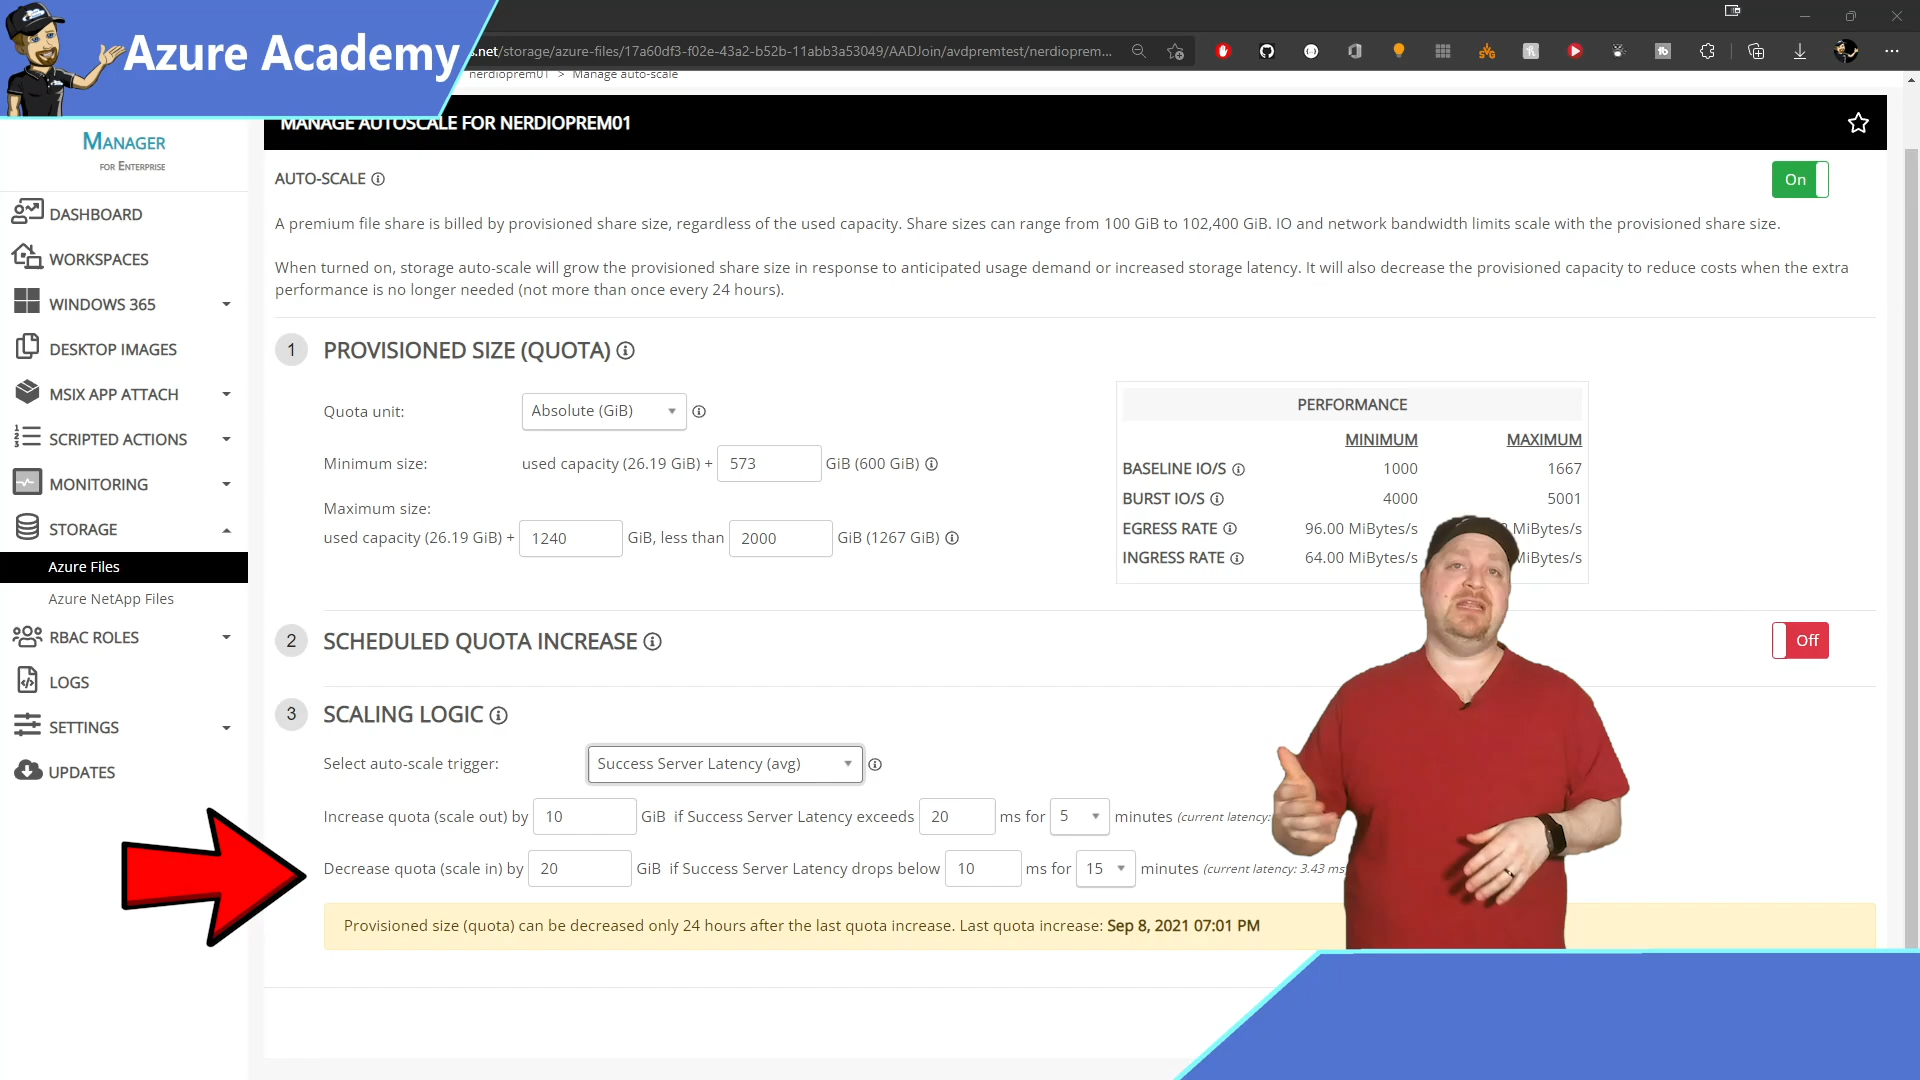 Azure Academy
s.net/storage/azure-files/17a60df3-f02e-43a2-b52b-11abb3a53049/AADJoin/avdpremtest/nerdioprem...
nerdioprem01 > Manage auto-scale
MANAGE AUTOSCALE FOR NERDIOPREM01
MANAGER
FOR ENTERPRISE
DASHBOARD
WORKSPACES
WINDOWS 365
DESKTOP IMAGES
MSIX APP ATTACH
SCRIPTED ACTIONS
MONITORING
STORAGE
Azure Files
Azure NetApp Files
RBAC ROLES
LOGS
SETTINGS
UPDATES
AUTO-SCALE
On
A premium file share is billed by provisioned share size, regardless of the used capacity. Share sizes can range from 100 GiB to 102,400 GiB. IO and network bandwidth limits scale with the provisioned share size.
When turned on, storage auto-scale will grow the provisioned share size in response to anticipated usage demand or increased storage latency. It will also decrease the provisioned capacity to reduce costs when the extra
performance is no longer needed (not more than once every 24 hours).
1 PROVISIONED SIZE (QUOTA)
Quota unit: Absolute (GiB)
Minimum size: used capacity (26.19 GiB) + 573 GiB (600 GiB)
Maximum size:
used capacity (26.19 GiB) + 1240 GiB, less than 2000 GiB (1267 GiB)
PERFORMANCE
MINIMUM MAXIMUM
BASELINE IO/S 1000 1667
BURST IO/S 4000 5001
EGRESS RATE 96.00 MiBytes/s MiBytes/s
INGRESS RATE 64.00 MiBytes/s MiBytes/s
2 SCHEDULED QUOTA INCREASE
Off
3 SCALING LOGIC
Select auto-scale trigger: Success Server Latency (avg)
Increase quota (scale out) by 10 GiB if Success Server Latency exceeds 20 ms for 5 minutes (current latency:
Decrease quota (scale in) by 20 GiB if Success Server Latency drops below 10 ms for 15 minutes (current latency: 3.43 ms
Provisioned size (quota) can be decreased only 24 hours after the last quota increase. Last quota increase: Sep 8, 2021 07:01 PM